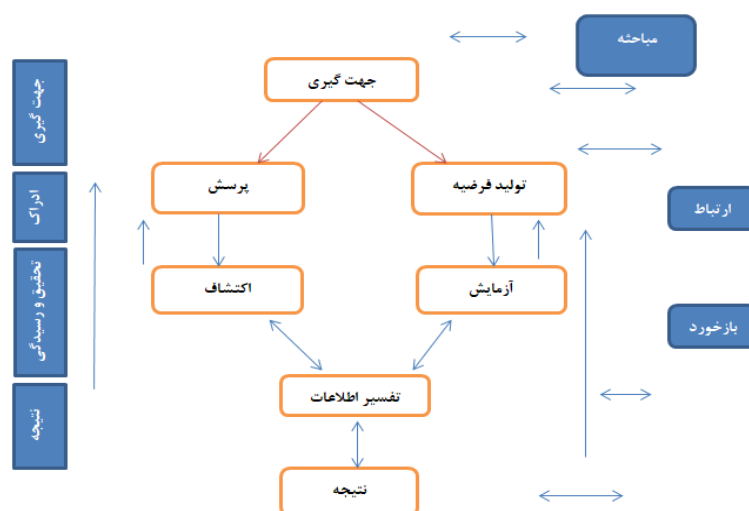 مباحثه
جهت گیری
جهت گیری
پرسش
تولید فرضیه
ادراک
ارتباط
تحقیق و رسیدگی
اکتشاف
آزمایش
بازخورد
تفسیر اطلاعات
نتیجه
نتیجه